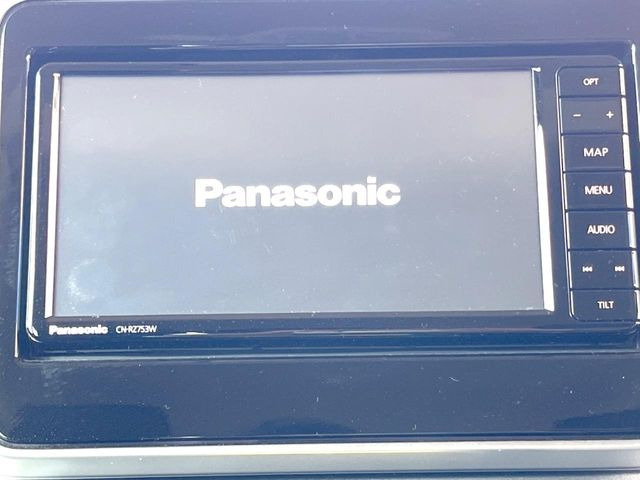 Panasonic
OPT
− +
MAP
MENU
AUDIO
⏮ ⏭
TILT
Panasonic CN-RZ753W